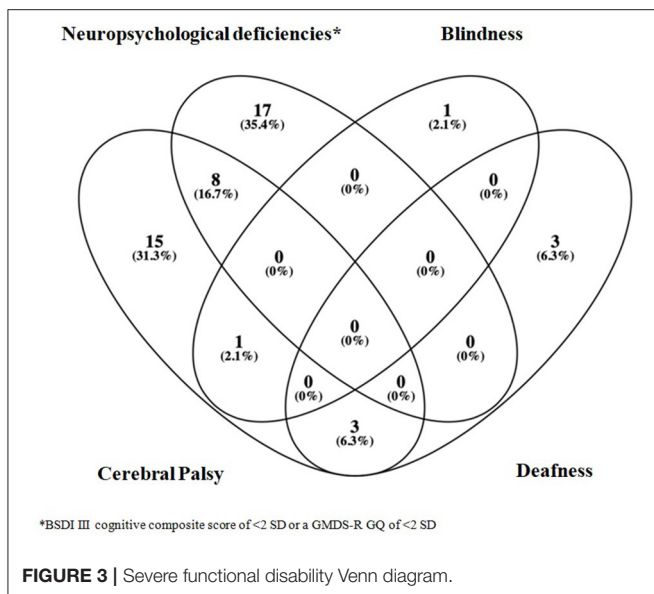 Neuropsychological deficiencies* Blindness
17 1
(35.4%) (2.1%)
8 0 0
(16.7%) (0%) (0%)
15 3
(31.3%) (6.3%)
0 0
(0%) (0%)
0
(0%)
1 0
(2.1%) (0%)
0 0
(0%) (0%)
3
(6.3%)
Cerebral Palsy Deafness
*BSDI III cognitive composite score of <2 SD or a GMDS-R GQ of <2 SD
FIGURE 3 | Severe functional disability Venn diagram.